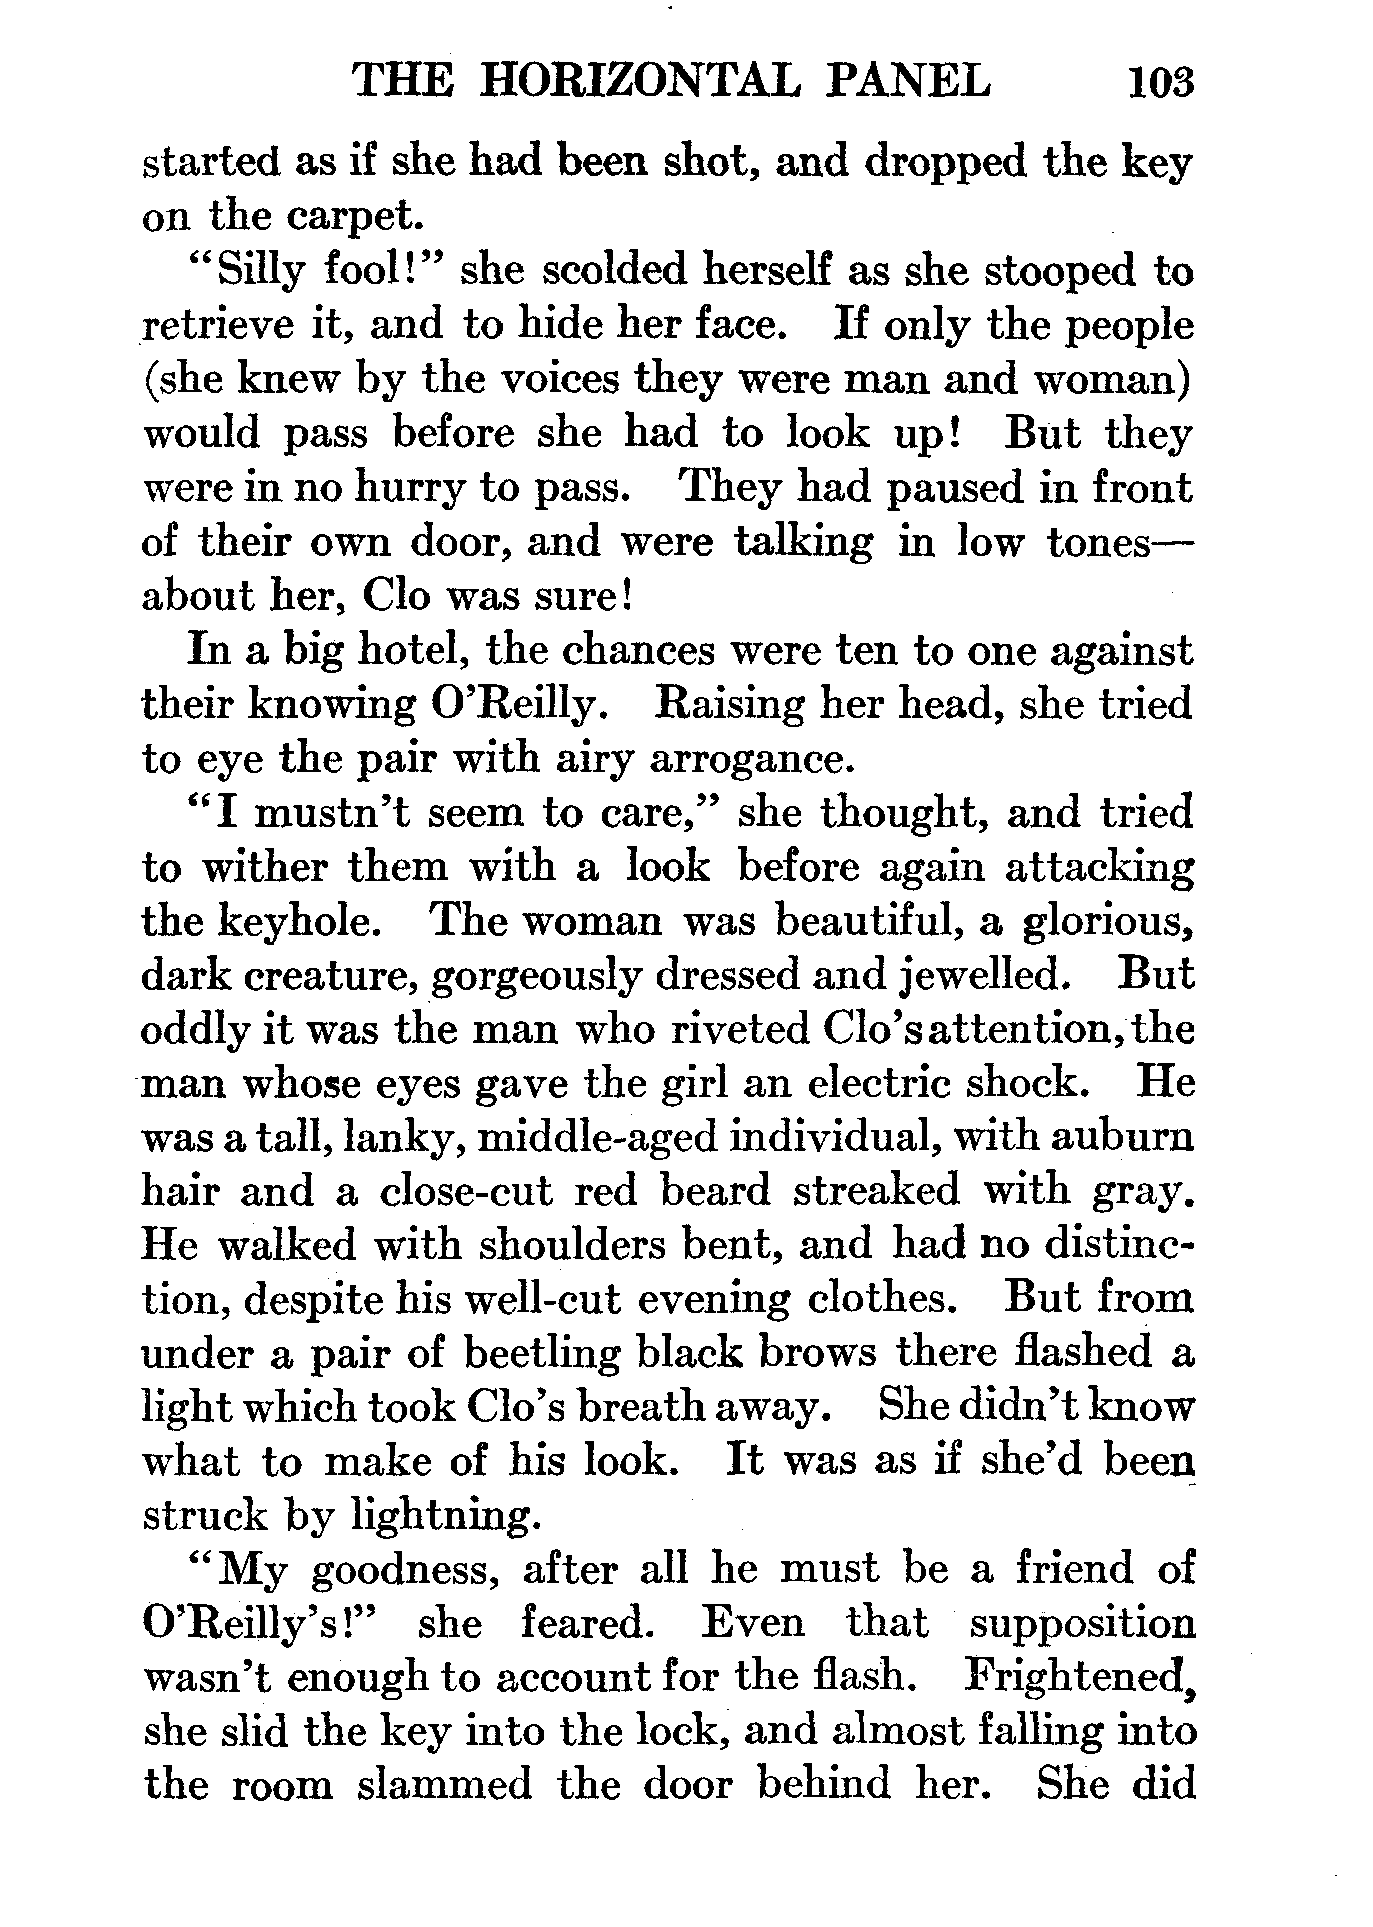 THE HORIZONTAL PANEL 103
started as if she had been shot, and dropped the key
on the carpet.
“Silly fool!” she scolded herself as she stooped to
retrieve it, and to hide her face. If only the people
(she knew by the voices they were man and woman)
would pass before she had to look up! But they
were in no hurry to pass. They had paused in front
of their own door, and were talking in low tones—
about her, Clo was sure!
In a big hotel, the chances were ten to one against
their knowing O’Reilly. Raising her head, she tried
to eye the pair with airy arrogance.
“I mustn’t seem to care,” she thought, and tried
to wither them with a look before again attacking
the keyhole. The woman was beautiful, a glorious,
dark creature, gorgeously dressed and jewelled. But
oddly it was the man who riveted Clo’s attention, the
man whose eyes gave the girl an electric shock. He
was a tall, lanky, middle-aged individual, with auburn
hair and a close-cut red beard streaked with gray.
He walked with shoulders bent, and had no distinc-
tion, despite his well-cut evening clothes. But from
under a pair of beetling black brows there flashed a
light which took Clo’s breath away. She didn’t know
what to make of his look. It was as if she’d been
struck by lightning.
“My goodness, after all he must be a friend of
O’Reilly’s!” she feared. Even that supposition
wasn’t enough to account for the flash. Frightened,
she slid the key into the lock, and almost falling into
the room slammed the door behind her. She did